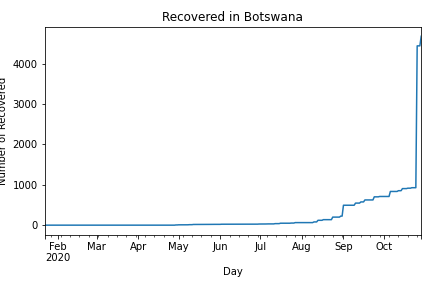 Recovered in Botswana
Number of Recovered
4000
3000
2000
1000
0
Feb Mar Apr May Jun Jul Aug Sep Oct
2020
Day